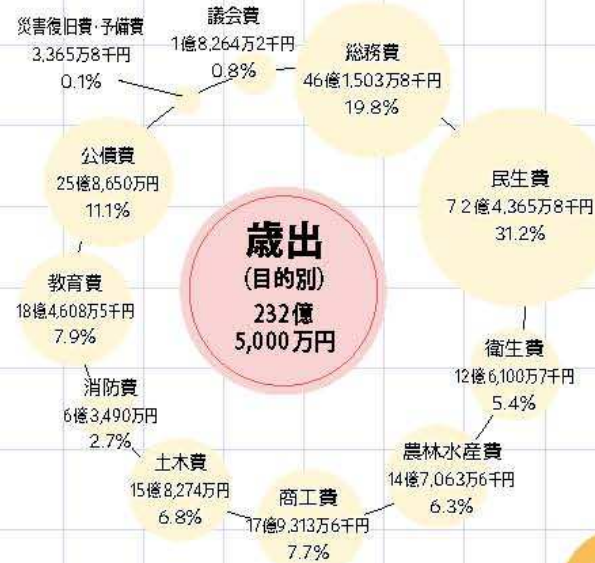 歳出
(目的別)
232億
5,000万円
議会費
1億8,264万2千円
0.8%
総務費
46億1,503万8千円
19.8%
民生費
72億4,365万8千円
31.2%
衛生費
12億6,100万7千円
5.4%
農林水産費
14億7,063万6千円
6.3%
商工費
17億9,313万6千円
7.7%
土木費
15億8,274万円
6.8%
消防費
6億3,490万円
2.7%
教育費
18億4,608万5千円
7.9%
公債費
25億8,650万円
11.1%
災害復旧費・予備費
3,365万8千円
0.1%